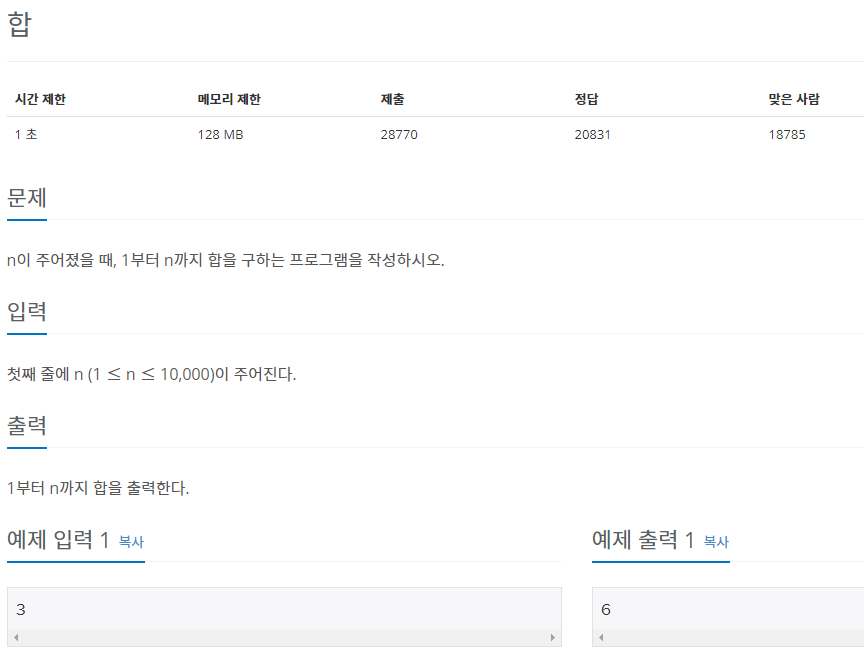 합
시간 제한 메모리 제한 제출 정답 맞은 사람
1 초 128 MB 28770 20831 18785
문제
n이 주어졌을 때, 1부터 n까지 합을 구하는 프로그램을 작성하시오.
입력
첫째 줄에 n (1 ≤ n ≤ 10,000)이 주어진다.
출력
1부터 n까지 합을 출력한다.
예제 입력 1 복사 예제 출력 1 복사
3 6